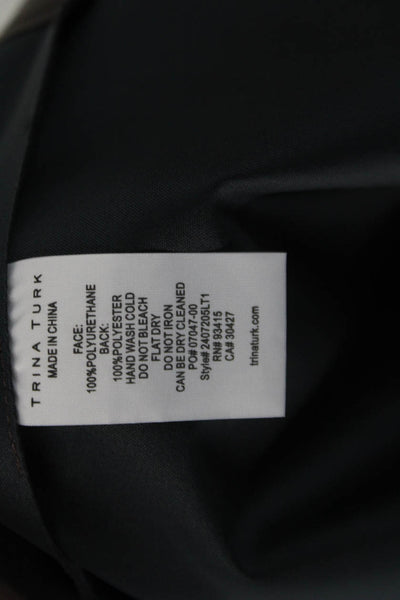 TRINA TURK
MADE IN CHINA
FACE:
100%POLYURETHANE
BACK:
100%POLYESTER
HAND WASH COLD
DO NOT BLEACH
FLAT DRY
DO NOT IRON
CAN BE DRY CLEANED
PO# 07047-00
Style# 2407205LT1
RN# 93415
CA# 30427
trinaturk.com